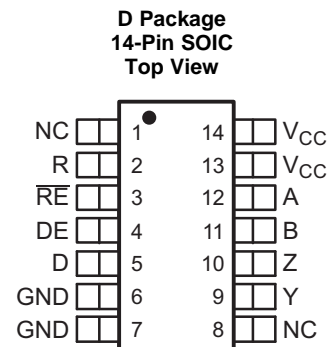 D Package
14-Pin SOIC
Top View
NC 1 14 VCC
R 2 13 VCC
RE 3 12 A
DE 4 11 B
D 5 10 Z
GND 6 9 Y
GND 7 8 NC